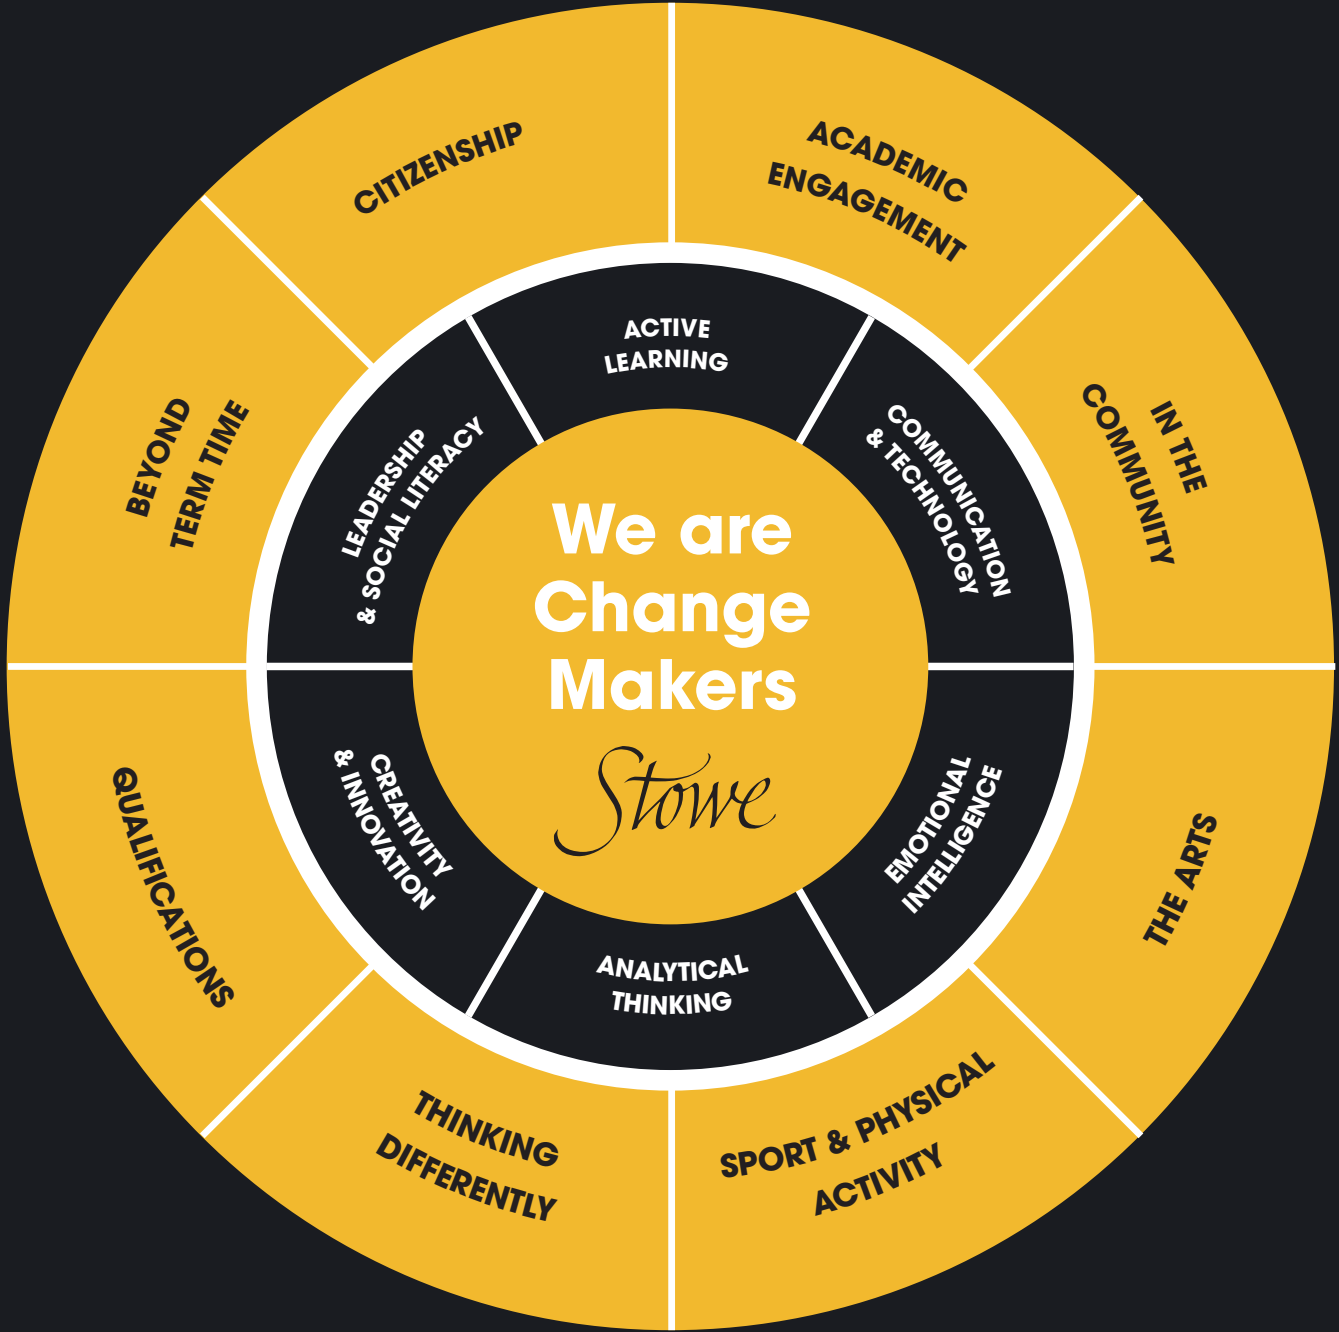 CITIZENSHIP
ACADEMIC
ENGAGEMENT
IN THE
COMMUNITY
THE ARTS
SPORT & PHYSICAL
ACTIVITY
THINKING
DIFFERENTLY
QUALIFICATIONS
BEYOND
TERM TIME
ACTIVE
LEARNING
COMMUNICATION
& TECHNOLOGY
EMOTIONAL
INTELLIGENCE
ANALYTICAL
THINKING
CREATIVITY
& INNOVATION
LEADERSHIP
& SOCIAL LITERACY
We are
Change
Makers
Stowe